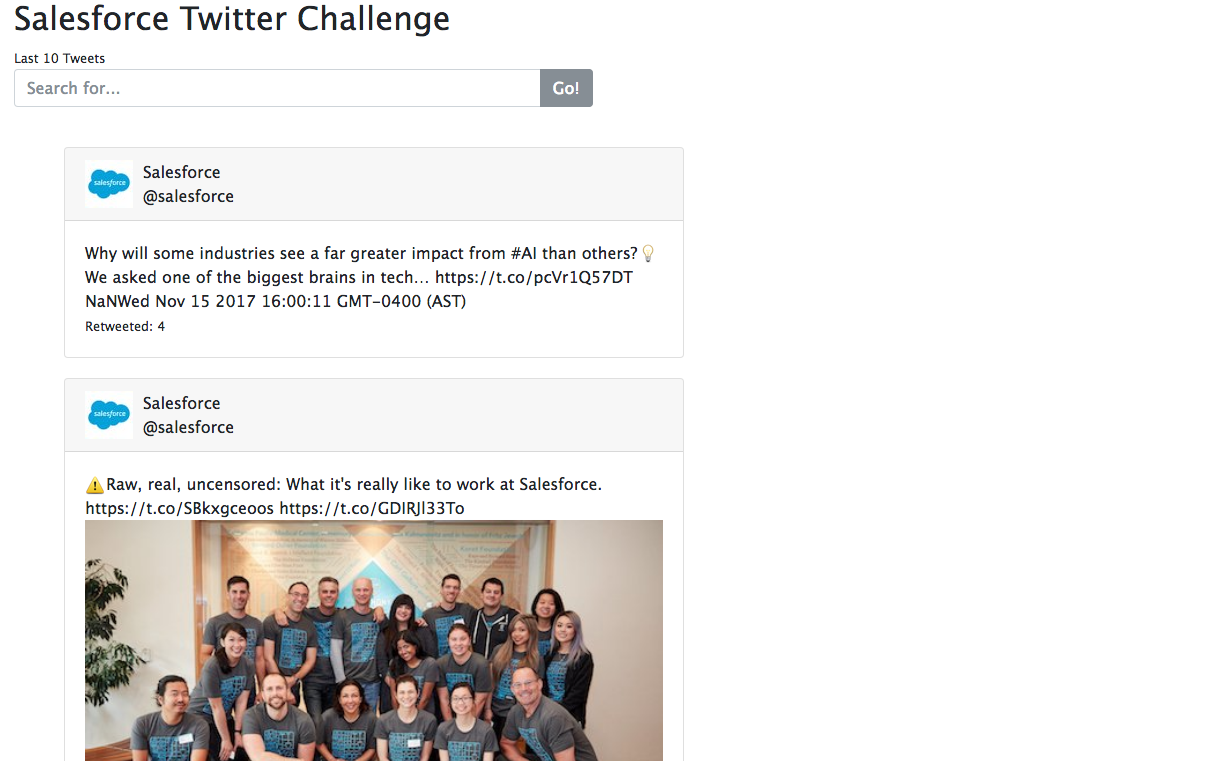 Salesforce Twitter Challenge
Last 10 Tweets
Search for...
Go!
salesforce
Salesforce
@salesforce
Why will some industries see a far greater impact from #AI than others?💡
We asked one of the biggest brains in tech… https://t.co/pcVr1Q57DT
NaNWed Nov 15 2017 16:00:11 GMT-0400 (AST)
Retweeted: 4
salesforce
Salesforce
@salesforce
⚠️Raw, real, uncensored: What it's really like to work at Salesforce.
https://t.co/SBkxgceoos https://t.co/GDIRJl33To